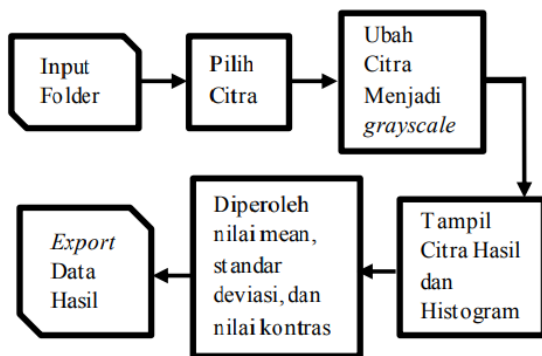 Input
Folder
Pilih
Citra
Ubah
Citra
Menjadi
grayscale
Tampil
Citra Hasil
dan
Histogram
Diperoleh
nilai mean,
standar
deviasi, dan
nilai kontras
Export
Data
Hasil